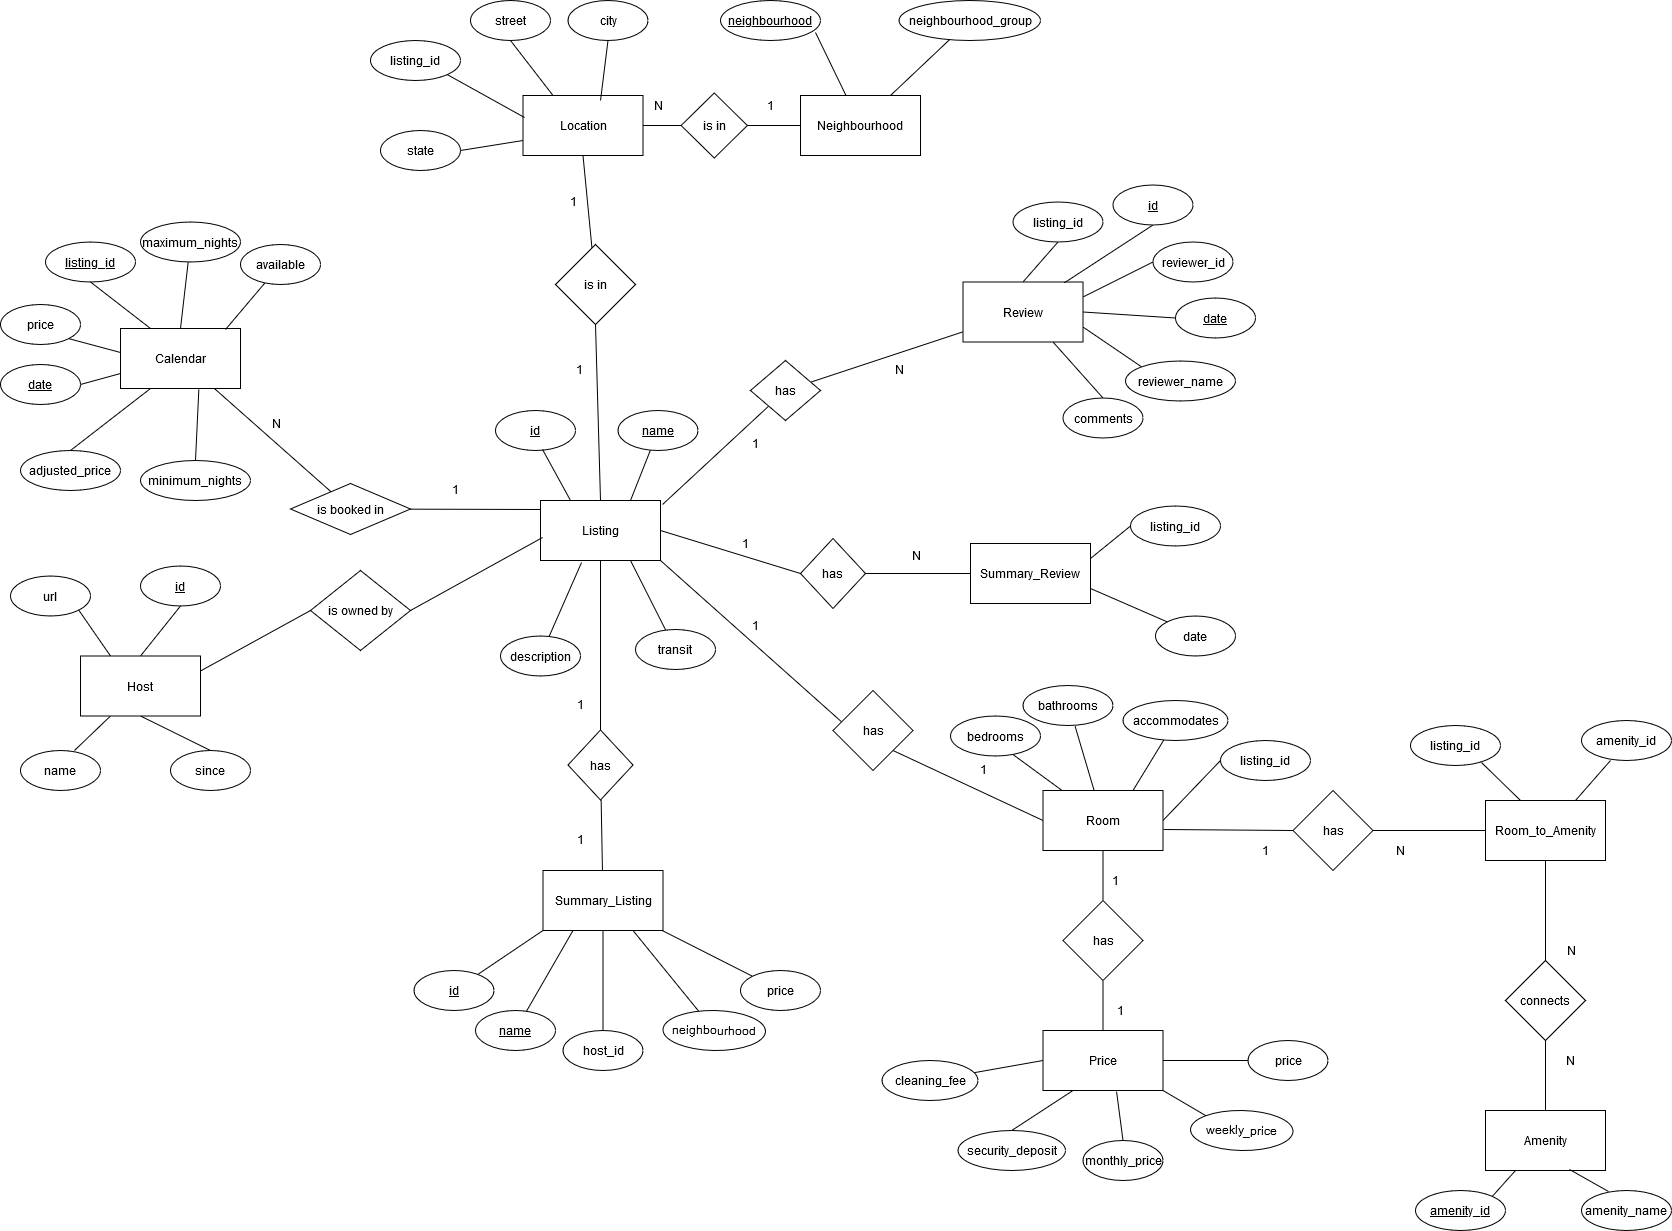 street
city
neighbourhood
neighbourhood_group
listing_id
Location
N
is in
1
Neighbourhood
state
1
listing_id
id
maximum_nights
listing_id
available
reviewer_id
is in
price
Review
date
Calendar
1
N
date
has
reviewer_name
comments
N
id
name
1
adjusted_price
minimum_nights
1
is booked in
Listing
listing_id
1
N
has
Summary_Review
url
id
is owned by
1
date
description
transit
Host
1
bathrooms
accommodates
bedrooms
has
listing_id
amenity_id
listing_id
name
since
has
1
Room
has
Room_to_Amenity
1
1
N
Summary_Listing
1
has
N
id
price
connects
name
neighbourhood
1
host_id
Price
price
N
cleaning_fee
weekly_price
security_deposit
monthly_price
Amenity
amenity_id
amenity_name